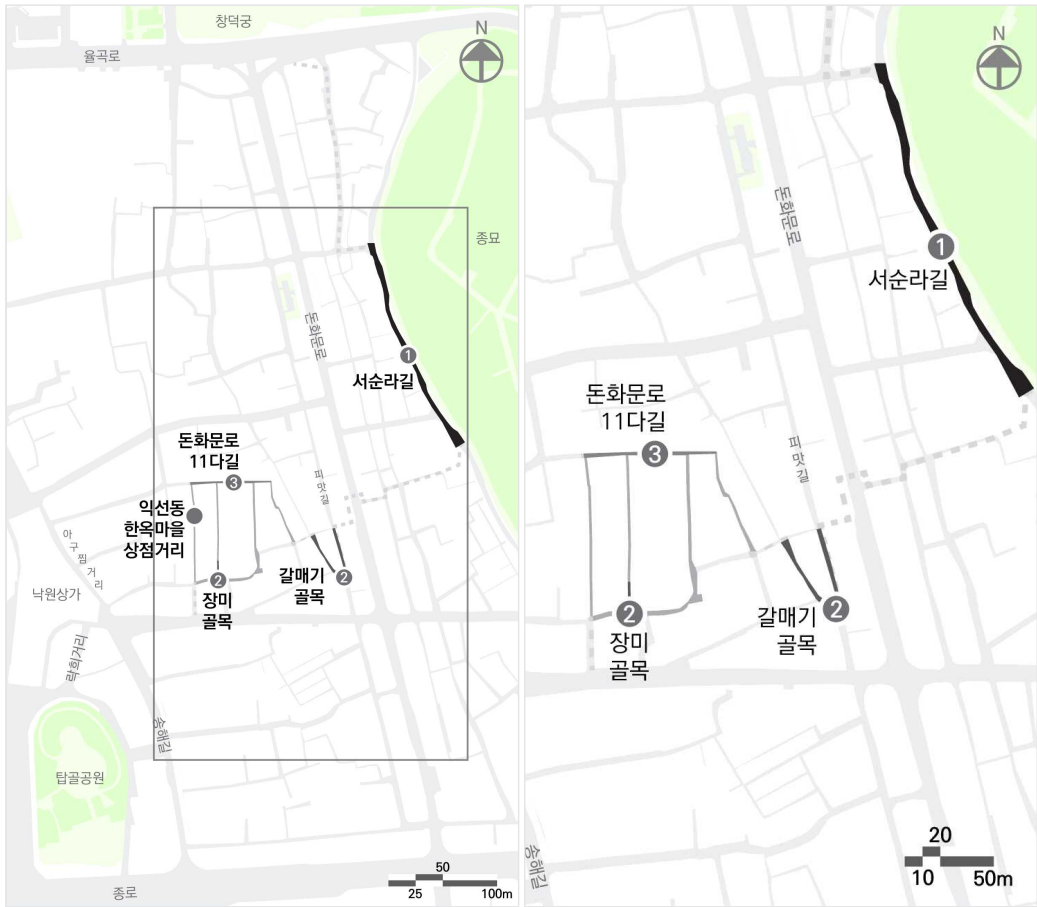 창덕궁
율곡로
N
종묘
돈화문로
1
서순라길
돈화문로
11다길
3
피맛길
익선동
한옥마을
상점거리
아구찜거리
2
장미
골목
갈매기
골목
2
낙원상가
락희거리
송해길
탑골공원
종로
50
25
100m
N
돈화문로
1
서순라길
돈화문로
11다길
3
피맛길
2
장미
골목
갈매기
골목
2
송해길
20
10
50m